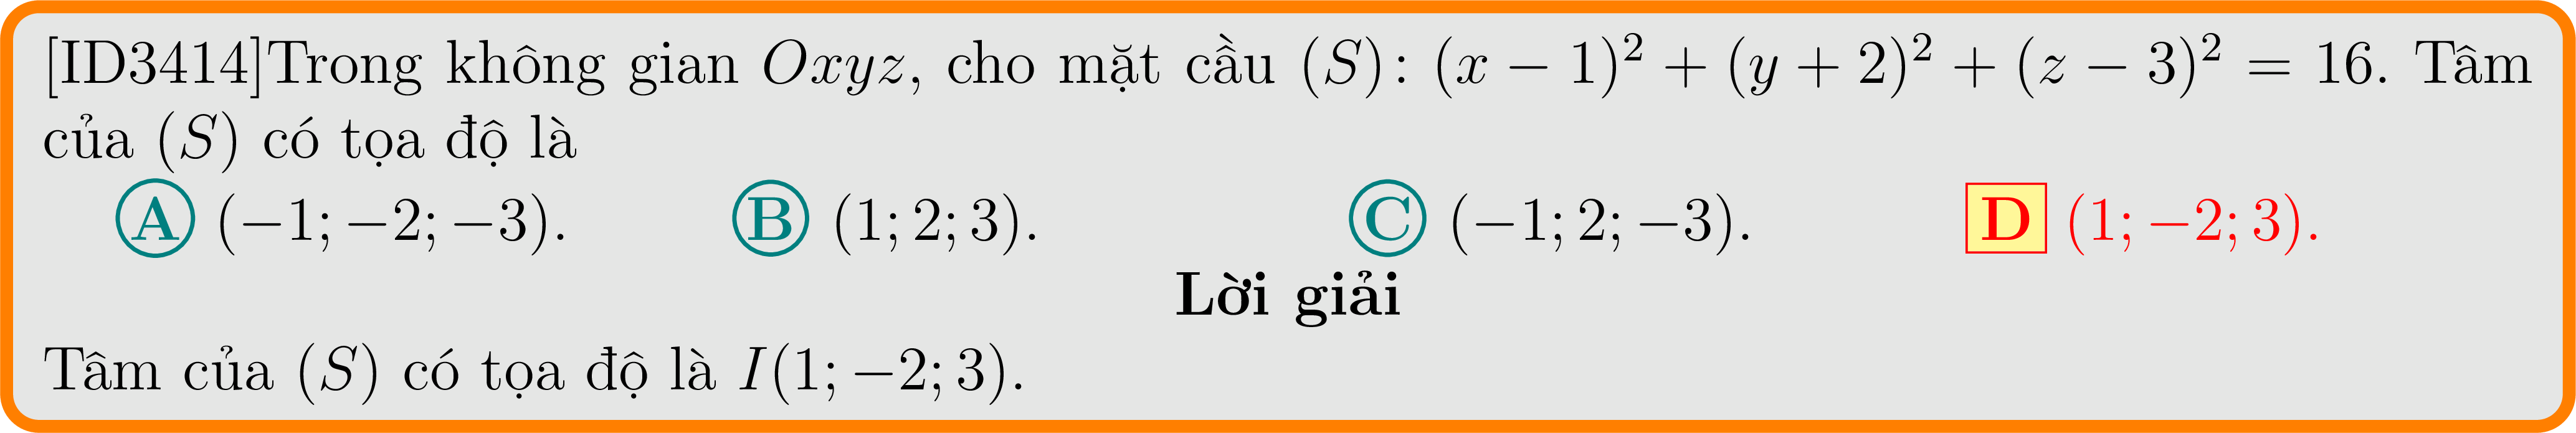 [ID3414]Trong không gian Oxyz, cho mặt cầu (S): (x − 1)² + (y + 2)² + (z − 3)² = 16. Tâm
của (S) có tọa độ là
A (−1; −2; −3). B (1; 2; 3). C (−1; 2; −3). D (1; −2; 3).
Lời giải
Tâm của (S) có tọa độ là I(1; −2; 3).